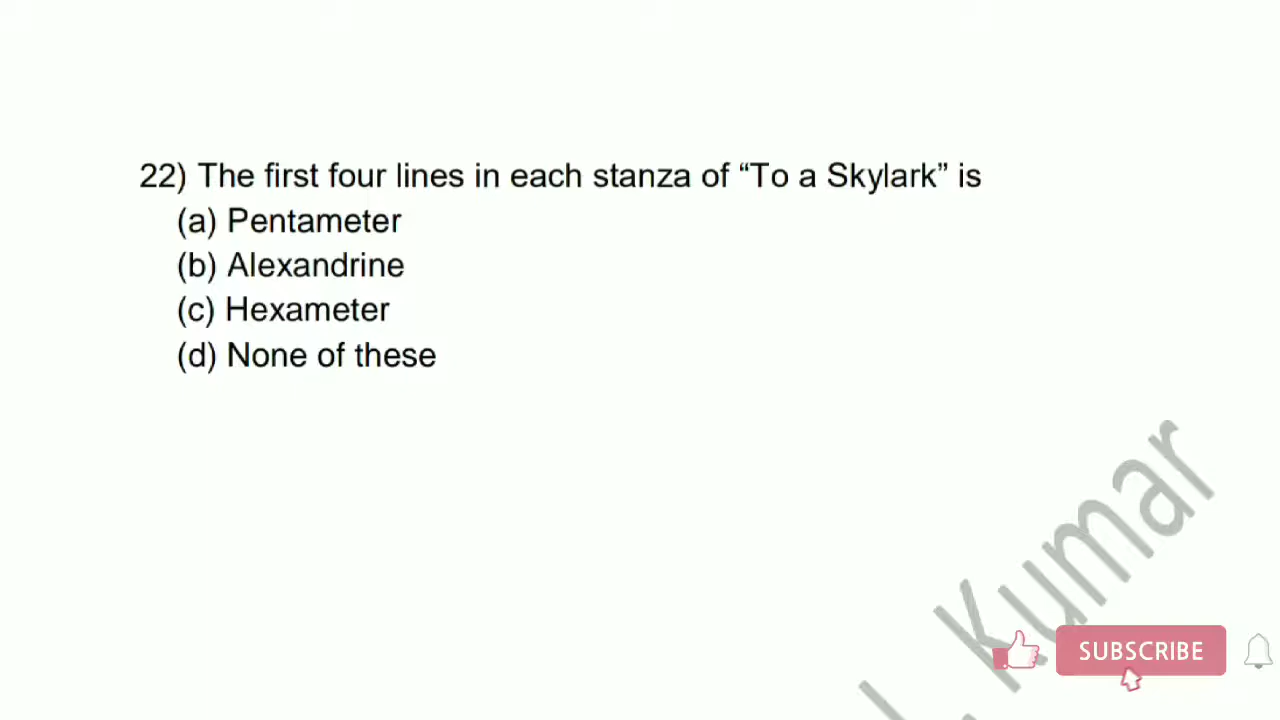 22) The first four lines in each stanza of “To a Skylark” is
(a) Pentameter
(b) Alexandrine
(c) Hexameter
(d) None of these
Kumar
SUBSCRIBE